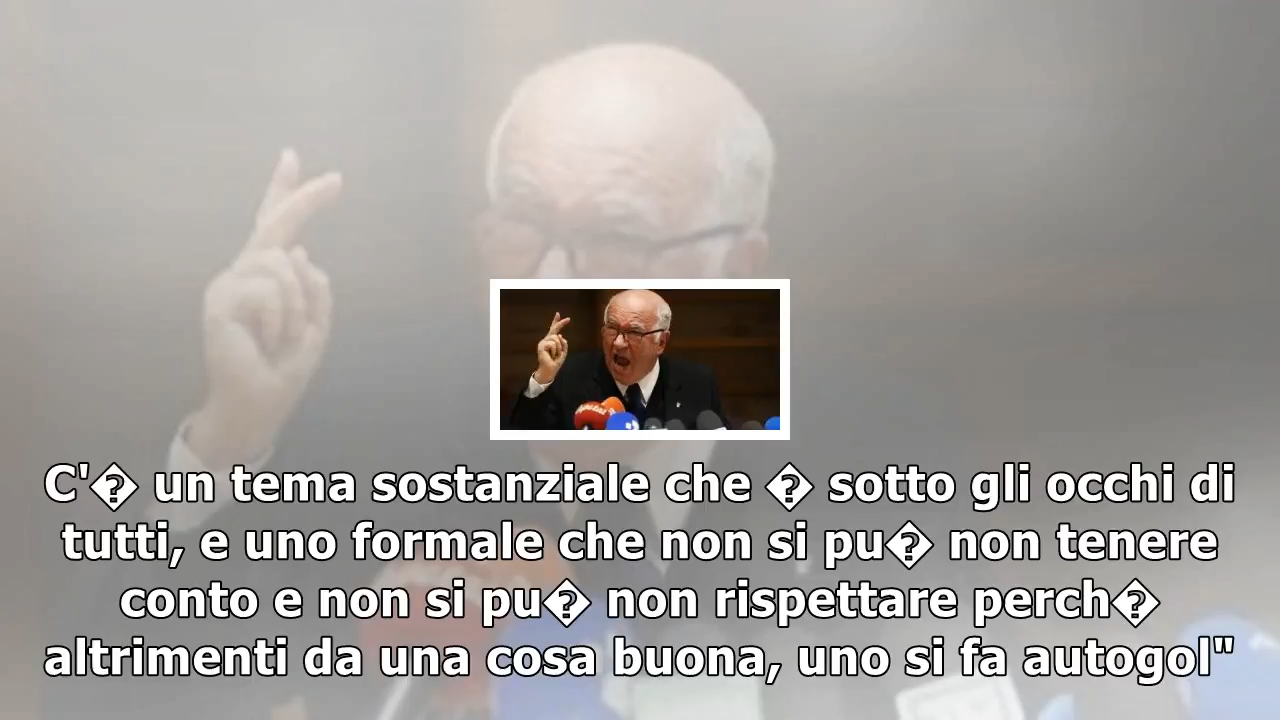 C'� un tema sostanziale che � sotto gli occhi di
tutti, e uno formale che non si pu� non tenere
conto e non si pu� non rispettare perch�
altrimenti da una cosa buona, uno si fa autogol"